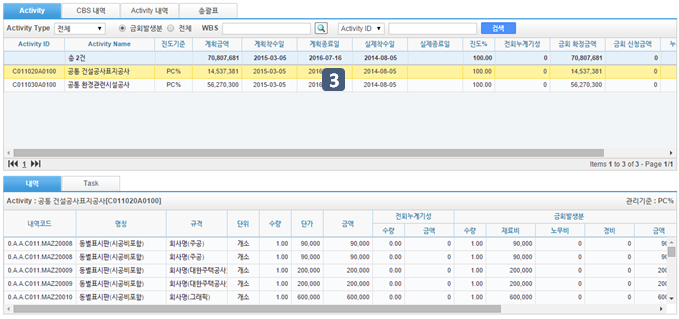 Activity CBS 내역 Activity 내역 총괄표
Activity Type 전체 금회발생분 전체 WBS Activity ID 검색
Activity ID Activity Name 진도기준 계획금액 계획착수일 계획종료일 실제착수일 실제종료일 진도% 전회누계기성 금회 확정금액 금회 신청금액 누
총 2건 70,807,681 2015-03-05 2016-07-16 2014-08-05 100.00 0 70,807,681 0
C011020A0100 공통 건설공사표지공사 PC% 14,537,381 2015-03-05 2016 2014-08-05 100.00 0 14,537,381 0
3
C011030A0100 공통 환경관련시설공사 PC% 56,270,300 2015-03-05 2016 2014-08-05 100.00 0 56,270,300 0
1 Items 1 to 3 of 3 - Page 1/1
내역 Task
Activity : 공통 건설공사표지공사[C011020A0100] 관리기준 : PC%
내역코드 명칭 규격 단위 수량 단가 금액 전회누계기성 금회발생분
수량 금액 수량 재료비 노무비 경비 금액
0.A.A.C011.MAZ20008 동별표시판(시공비포함) 회사명(주공) 개소 1.00 90,000 90,000 0.00 0 1.00 90,000 0 0 90
0.A.A.C011.MAZ20008 동별표시판(시공비포함) 회사명(주공) 개소 1.00 90,000 90,000 0.00 0 1.00 90,000 0 0 90
0.A.A.C011.MAZ20009 동별표시판(시공비포함) 회사명(대한주택공사) 개소 1.00 200,000 200,000 0.00 0 1.00 200,000 0 0 200
0.A.A.C011.MAZ20009 동별표시판(시공비포함) 회사명(대한주택공사) 개소 1.00 200,000 200,000 0.00 0 1.00 200,000 0 0 200
0.A.A.C011.MAZ20010 동별표시판(시공비포함) 회사명(그래픽) 개소 1.00 600,000 600,000 0.00 0 1.00 600,000 0 0 600